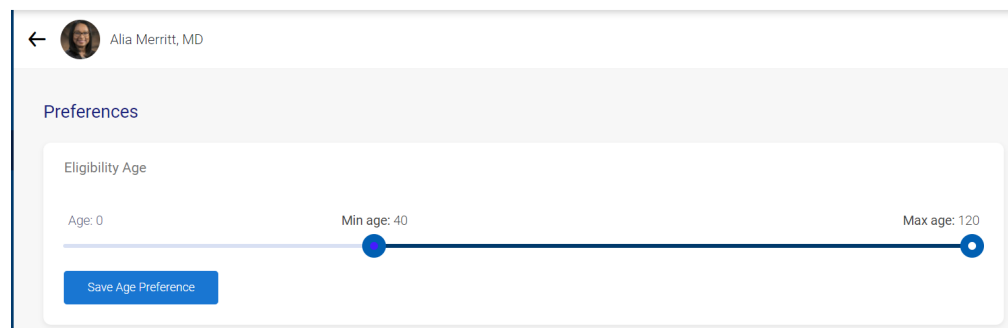 Alia Merritt, MD
Preferences
Eligibility Age
Age: 0 Min age: 40 Max age: 120
Save Age Preference